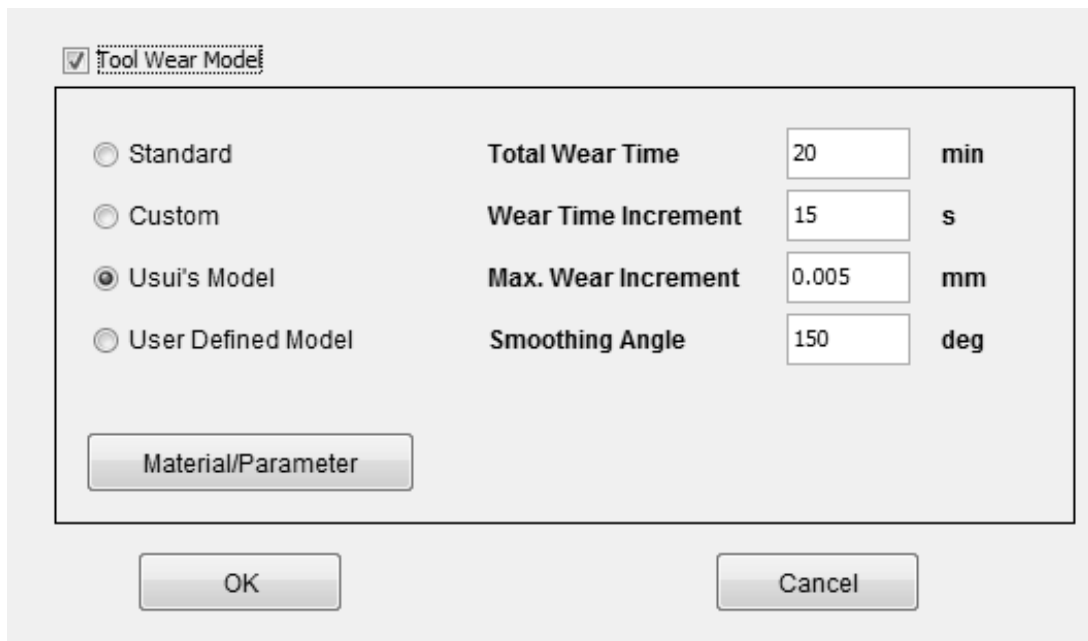 Tool Wear Model
Standard Total Wear Time 20 min
Custom Wear Time Increment 15 s
Usui's Model Max. Wear Increment 0.005 mm
User Defined Model Smoothing Angle 150 deg
Material/Parameter
OK Cancel